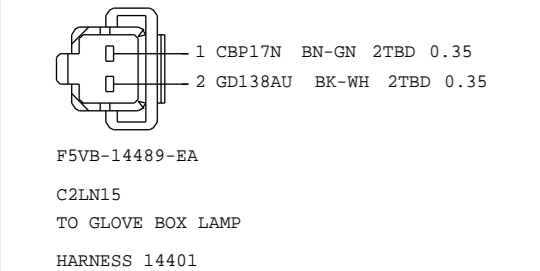 1 CBP17N BN-GN 2TBD 0.35
2 GD138AU BK-WH 2TBD 0.35
F5VB-14489-EA
C2LN15
TO GLOVE BOX LAMP
HARNESS 14401